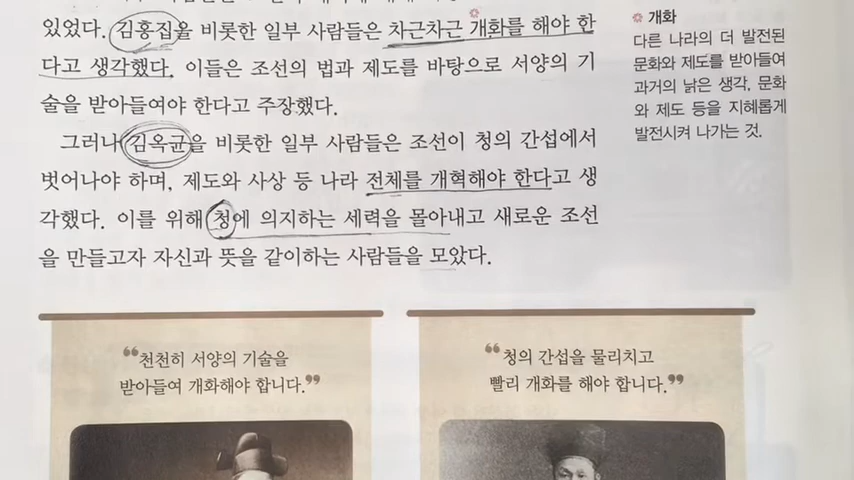 있었다. 김홍집을 비롯한 일부 사람들은 차근차근 개화를 해야 한
다고 생각했다. 이들은 조선의 법과 제도를 바탕으로 서양의 기
술을 받아들여야 한다고 주장했다.
그러나 김옥균을 비롯한 일부 사람들은 조선이 청의 간섭에서
벗어나야 하며, 제도와 사상 등 나라 전체를 개혁해야 한다고 생
각했다. 이를 위해 청에 의지하는 세력을 몰아내고 새로운 조선
을 만들고자 자신과 뜻을 같이하는 사람들을 모았다.
개화
다른 나라의 더 발전된
문화와 제도를 받아들여
과거의 낡은 생각, 문화
와 제도 등을 지혜롭게
발전시켜 나가는 것.
“천천히 서양의 기술을
받아들여 개화해야 합니다.”
“청의 간섭을 물리치고
빨리 개화를 해야 합니다.”